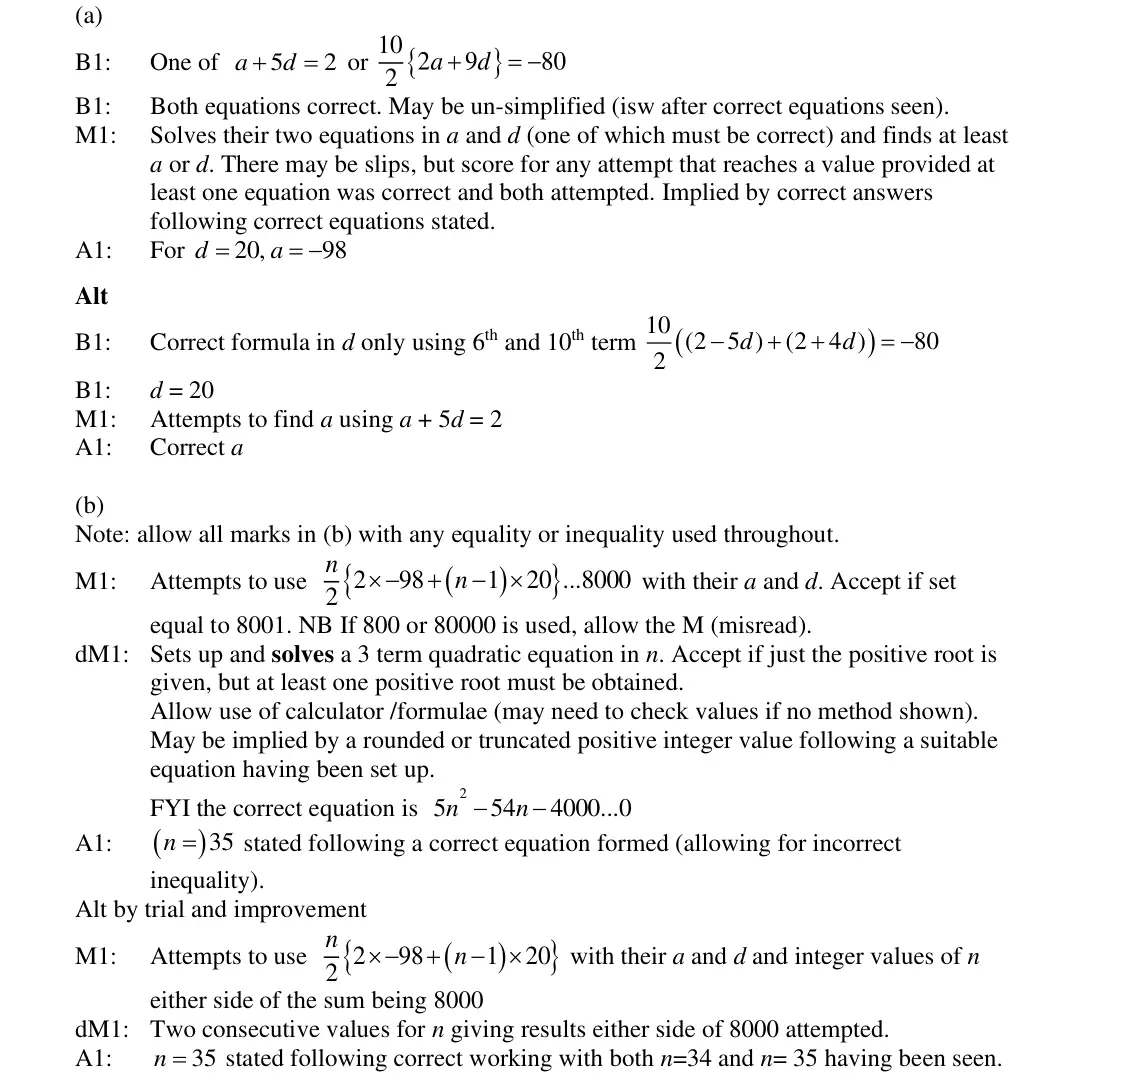 (a)
B1: One of a + 5d = 2 or 10/2 {2a + 9d} = −80
B1: Both equations correct. May be un-simplified (isw after correct equations seen).
M1: Solves their two equations in a and d (one of which must be correct) and finds at least
a or d. There may be slips, but score for any attempt that reaches a value provided at
least one equation was correct and both attempted. Implied by correct answers
following correct equations stated.
A1: For d = 20, a = −98
Alt
B1: Correct formula in d only using 6th and 10th term 10/2 ((2 − 5d) + (2 + 4d)) = −80
B1: d = 20
M1: Attempts to find a using a + 5d = 2
A1: Correct a
(b)
Note: allow all marks in (b) with any equality or inequality used throughout.
M1: Attempts to use n/2 {2 × −98 + (n − 1) × 20}...8000 with their a and d. Accept if set
equal to 8001. NB If 800 or 80000 is used, allow the M (misread).
dM1: Sets up and solves a 3 term quadratic equation in n. Accept if just the positive root is
given, but at least one positive root must be obtained.
Allow use of calculator /formulae (may need to check values if no method shown).
May be implied by a rounded or truncated positive integer value following a suitable
equation having been set up.
FYI the correct equation is 5n² − 54n − 4000...0
A1: (n =)35 stated following a correct equation formed (allowing for incorrect
inequality).
Alt by trial and improvement
M1: Attempts to use n/2 {2 × −98 + (n − 1) × 20} with their a and d and integer values of n
either side of the sum being 8000
dM1: Two consecutive values for n giving results either side of 8000 attempted.
A1: n = 35 stated following correct working with both n=34 and n= 35 having been seen.